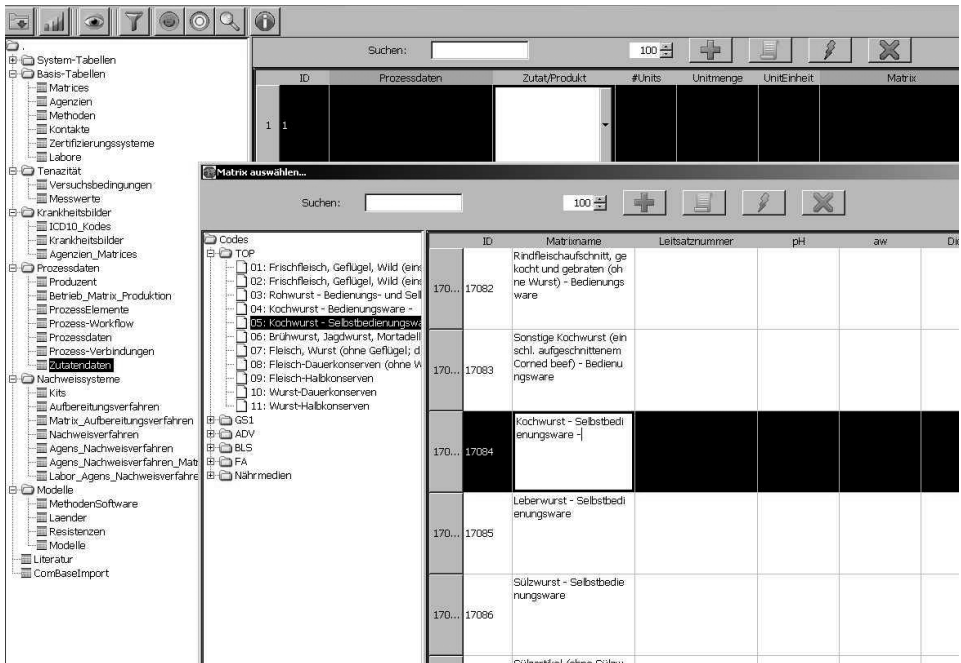 Suchen:
100
.
System-Tabellen
Basis-Tabellen
Matrices
Agenzien
Methoden
Kontakte
Zertifizierungssysteme
Labore
Tenazität
Versuchsbedingungen
Messwerte
Krankheitsbilder
ICD10_Kodes
Krankheitsbilder
Agenzien_Matrices
Prozessdaten
Produzent
Betrieb_Matrix_Produktion
ProzessElemente
Prozess-Workflow
Prozessdaten
Prozess-Verbindungen
Zutatendaten
Nachweissysteme
Kits
Aufbereitungsverfahren
Matrix_Aufbereitungsverfahren
Nachweisverfahren
Agens_Nachweisverfahren
Agens_Nachweisverfahren_Mat
Labor_Agens_Nachweisverfahre
Modelle
MethodenSoftware
Laender
Resistenzen
Modelle
Literatur
ComBaseImport
ID Prozessdaten Zutat/Produkt #Units Unitmenge UnitEinheit Matrix
1 1
Matrix auswählen...
Suchen:
100
Codes
TOP
01: Frischfleisch, Geflügel, Wild (eins
02: Frischfleisch, Geflügel, Wild (eins
03: Rohwurst - Bedienungs- und Sel
04: Kochwurst - Bedienungsware -
05: Kochwurst - Selbstbedienungswa
06: Brühwurst, Jagdwurst, Mortadell
07: Fleisch, Wurst (ohne Geflügel; d
08: Fleisch-Dauerkonserven (ohne W
09: Fleisch-Halbkonserven
10: Wurst-Dauerkonserven
11: Wurst-Halbkonserven
GS1
ADV
BLS
FA
Nährmedien
ID Matrixname Leitsatznummer pH aw Di
170... 17082
Rindfleischaufschnitt, ge
kocht und gebraten (oh
ne Wurst) - Bedienungs
ware
170... 17083
Sonstige Kochwurst (ein
schl. aufgeschnittenem
Corned beef) - Bedienu
ngsware
170... 17084
Kochwurst - Selbstbedi
enungsware -
170... 17085
Leberwurst - Selbstbedi
enungsware
170... 17086
Sülzwurst - Selbstbedie
nungsware